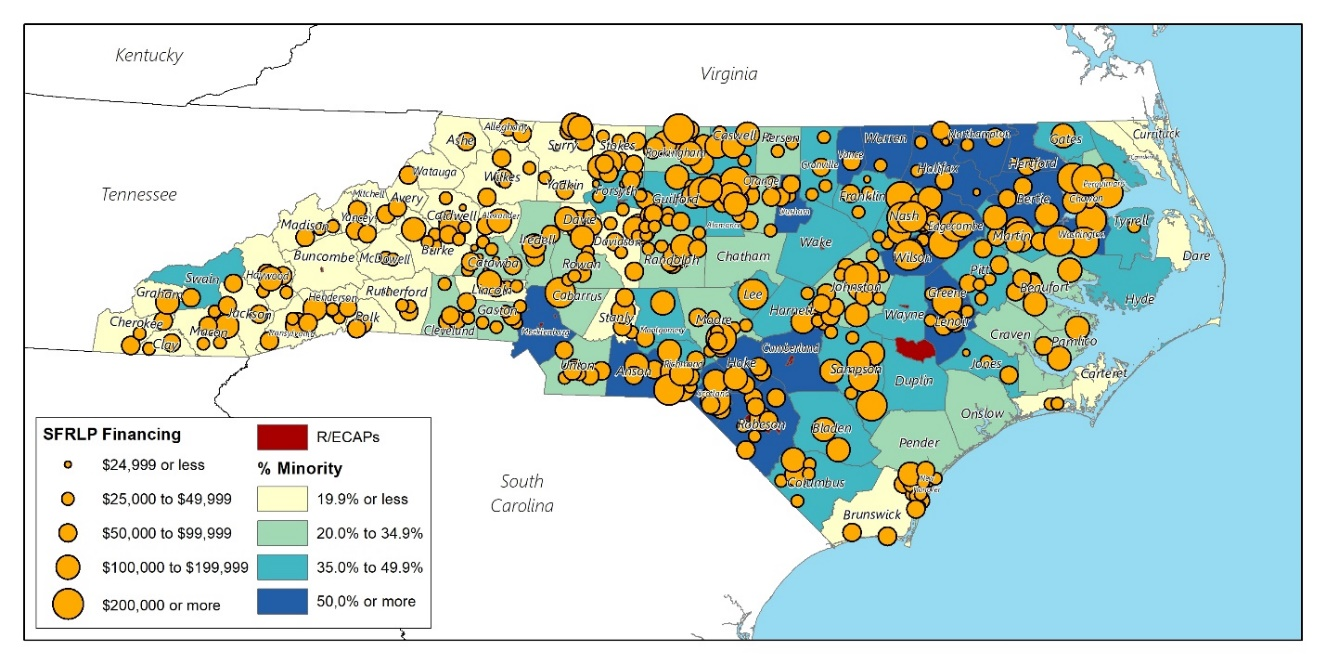 Kentucky
Virginia
Tennessee
South
Carolina
Ashe
Alleghany
Surry
Stokes
Rockingham
Caswell
Person
Granville
Vance
Warren
Northampton
Gates
Currituck
Camden
Halifax
Hertford
Watauga
Wilkes
Yadkin
Forsyth
Guilford
Orange
Durham
Franklin
Bertie
Perquimans
Chowan
Mitchell
Avery
Yancey
Madison
Caldwell
Alexander
Davie
Davidson
Alamance
Nash
Edgecombe
Martin
Washington
Tyrrell
Buncombe
McDowell
Burke
Iredell
Catawba
Rowan
Randolph
Chatham
Wake
Wilson
Pitt
Dare
Swain
Haywood
Graham
Jackson
Henderson
Rutherford
Lincoln
Cabarrus
Lee
Johnston
Greene
Beaufort
Hyde
Cherokee
Macon
Clay
Transylvania
Polk
Cleveland
Gaston
Mecklenburg
Stanly
Montgomery
Moore
Harnett
Wayne
Lenoir
Craven
Pamlico
Union
Anson
Richmond
Hoke
Cumberland
Sampson
Duplin
Jones
Carteret
Scotland
Robeson
Bladen
Onslow
Pender
Columbus
New
Hanover
Brunswick
SFRLP Financing
$24,999 or less
$25,000 to $49,999
$50,000 to $99,999
$100,000 to $199,999
$200,000 or more
R/ECAPs
% Minority
19.9% or less
20.0% to 34.9%
35.0% to 49.9%
50,0% or more